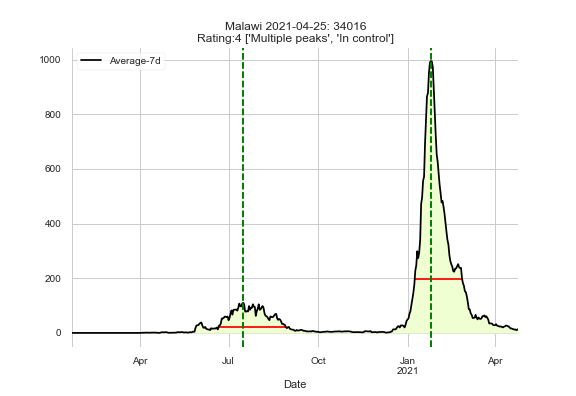 Malawi 2021-04-25: 34016
Rating:4 ['Multiple peaks', 'In control']
Average-7d
1000
800
600
400
200
0
Apr
Jul
Oct
Jan
2021
Apr
Date